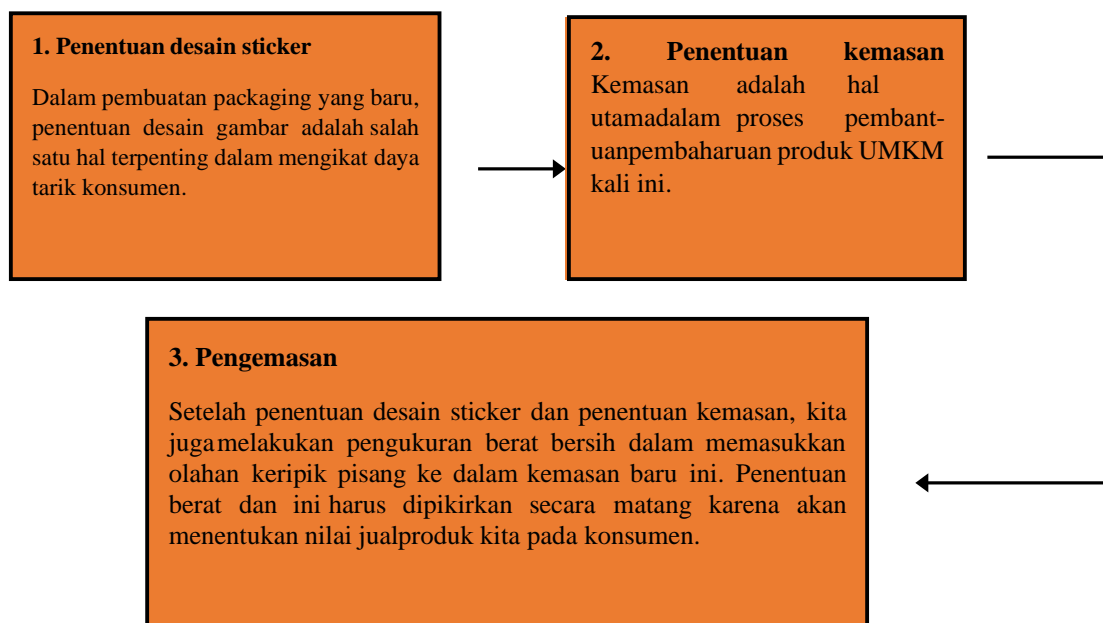 1. Penentuan desain sticker
Dalam pembuatan packaging yang baru,
penentuan desain gambar adalah salah
satu hal terpenting dalam mengikat daya
tarik konsumen.
2. Penentuan kemasan
Kemasan adalah hal
utamadalam proses pembant-
uanpembaharuan produk UMKM
kali ini.
3. Pengemasan
Setelah penentuan desain sticker dan penentuan kemasan, kita
jugamelakukan pengukuran berat bersih dalam memasukkan
olahan keripik pisang ke dalam kemasan baru ini. Penentuan
berat dan ini harus dipikirkan secara matang karena akan
menentukan nilai jualproduk kita pada konsumen.